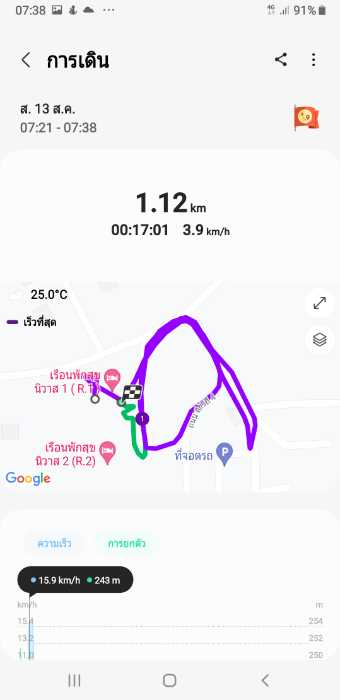 07:38
4G
91%
การเดิน
ส. 13 ส.ค.
07:21 - 07:38
1.12 km
00:17:01 3.9 km/h
25.0°C
เร็วที่สุด
เรือนพักสุข
นิวาส 1 ( R.1 )
1
เรือนพักสุข
นิวาส 2 (R.2)
ที่จอดรถ
P
Google
ความเร็ว การยกตัว
15.9 km/h 243 m
km/h m
15.4 254
13.2 252
11.0 250